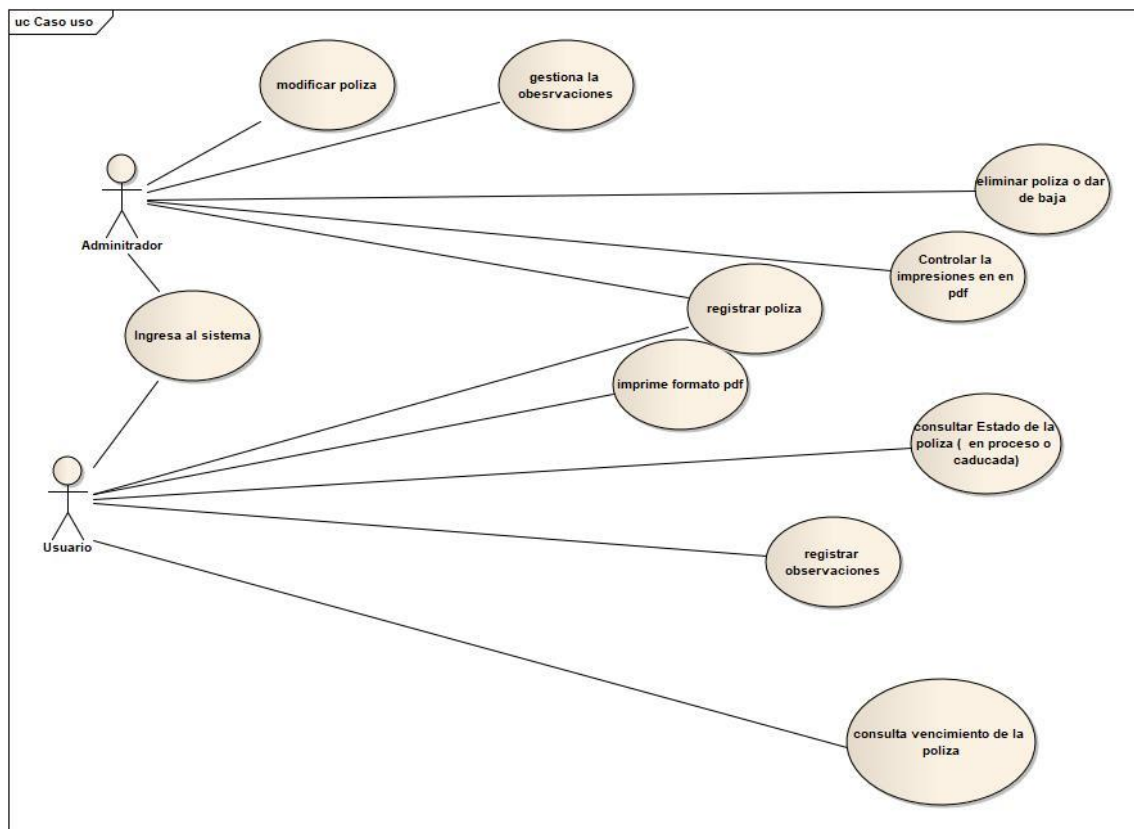 uc Caso uso
modificar poliza
gestiona la
obesrvaciones
eliminar poliza o dar
de baja
Adminitrador
Controlar la
impresiones en en
pdf
registrar poliza
Ingresa al sistema
imprime formato pdf
consultar Estado de la
poliza ( en proceso o
caducada)
Usuario
registrar
observaciones
consulta vencimiento de la
poliza